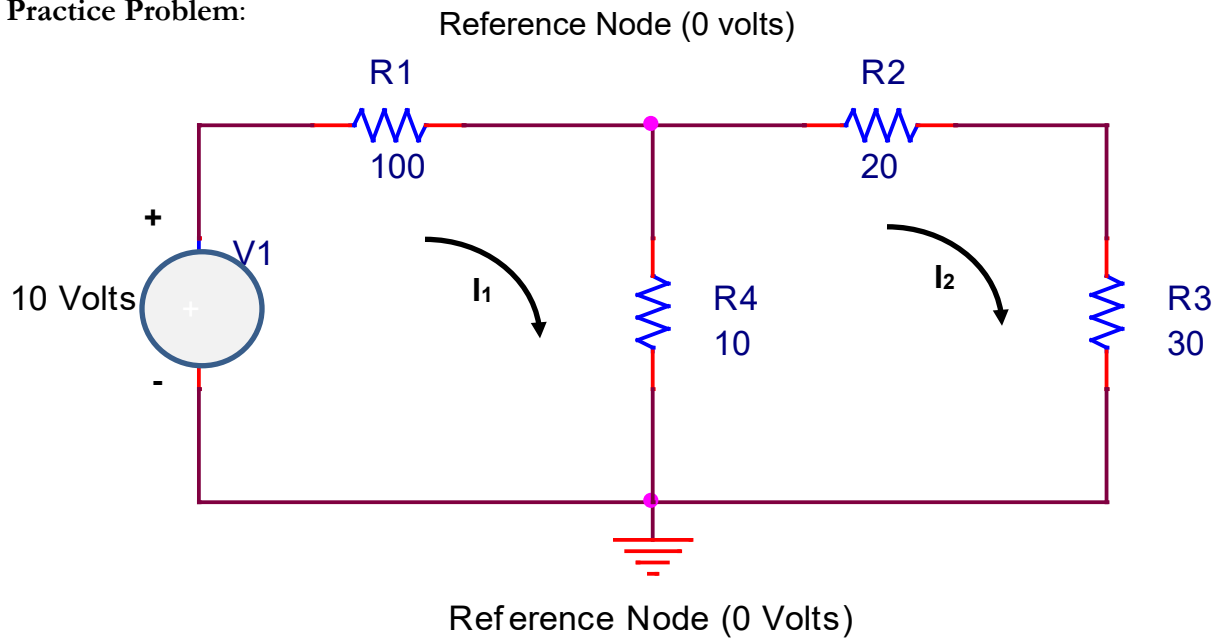 Practice Problem:
Reference Node (0 volts)
R1
R2
100
20
+
V1
10 Volts
+
I₁
I₂
R4
10
R3
30
-
Reference Node (0 Volts)